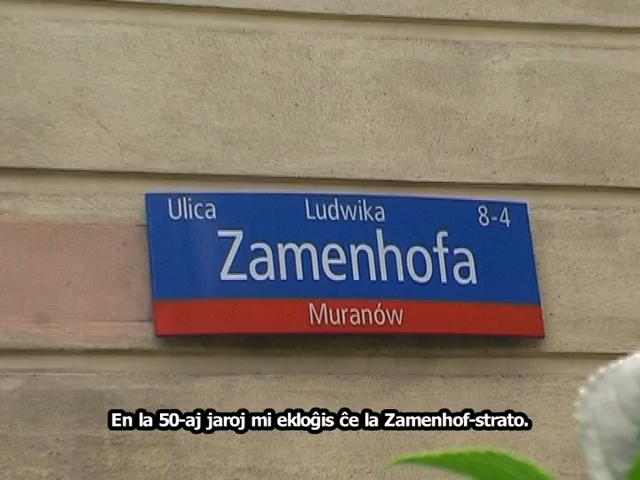 Ulica Ludwika 8-4
Zamenhofa
Muranów
En la 50-aj jaroj mi ekloĝis ĉe la Zamenhof-strato.